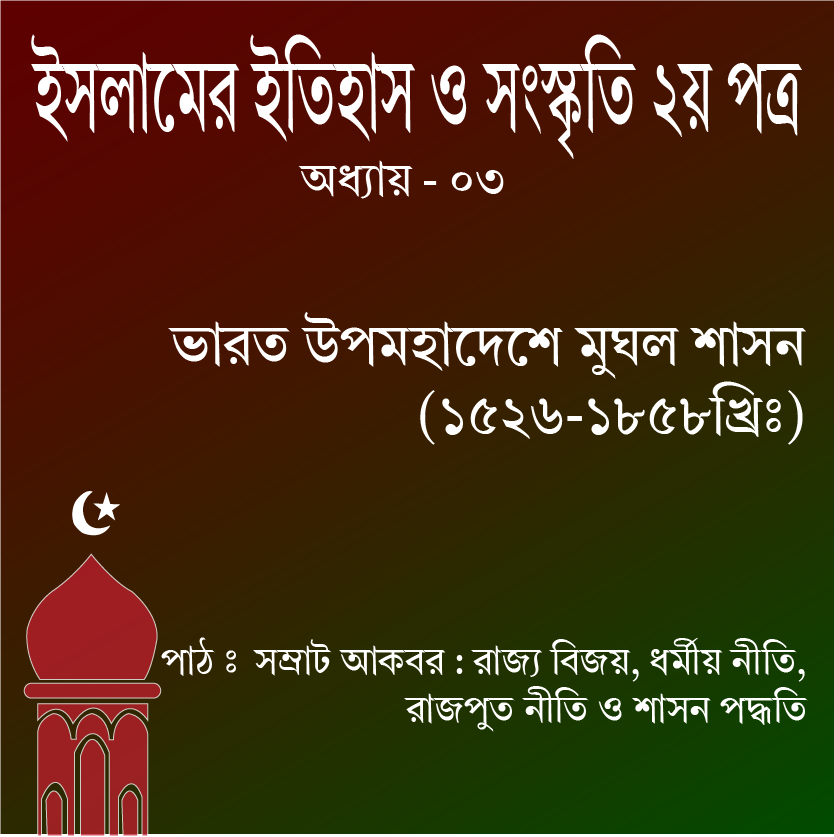 ইসলামের ইতিহাস ও সংস্কৃতি ২য় পত্র
অধ্যায় - ০৩
ভারত উপমহাদেশে মুঘল শাসন
(১৫২৬-১৮৫৮খ্রিঃ)
পাঠ ঃ সম্রাট আকবর : রাজ্য বিজয়, ধর্মীয় নীতি,
রাজপুত নীতি ও শাসন পদ্ধতি